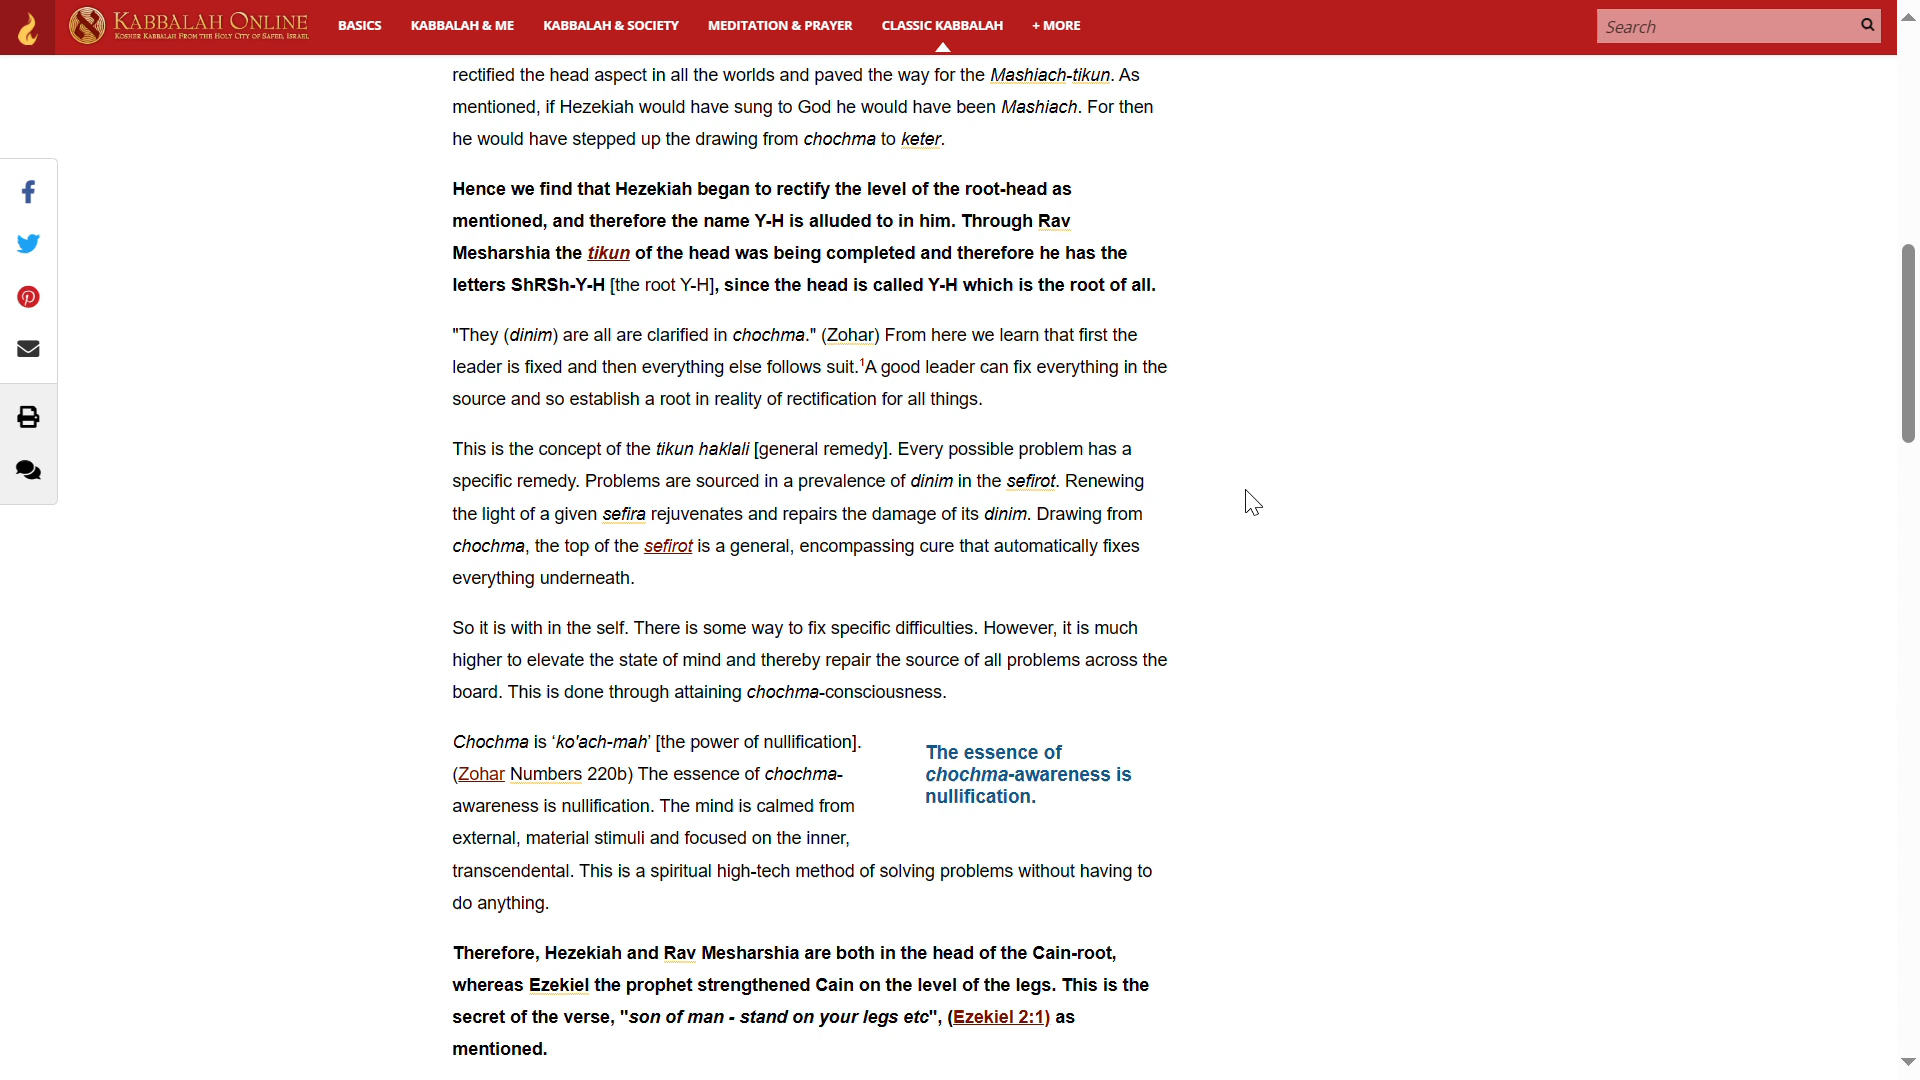 KABBALAH ONLINE
KOSHER KABBALAH FROM THE HOLY CITY OF SAFED, ISRAEL
BASICS
KABBALAH & ME
KABBALAH & SOCIETY
MEDITATION & PRAYER
CLASSIC KABBALAH
+ MORE
Search
rectified the head aspect in all the worlds and paved the way for the Mashiach-tikun. As
mentioned, if Hezekiah would have sung to God he would have been Mashiach. For then
he would have stepped up the drawing from chochma to keter.
Hence we find that Hezekiah began to rectify the level of the root-head as
mentioned, and therefore the name Y-H is alluded to in him. Through Rav
Mesharshia the tikun of the head was being completed and therefore he has the
letters ShRSh-Y-H [the root Y-H], since the head is called Y-H which is the root of all.
"They (dinim) are all are clarified in chochma." (Zohar) From here we learn that first the
leader is fixed and then everything else follows suit.1A good leader can fix everything in the
source and so establish a root in reality of rectification for all things.
This is the concept of the tikun haklali [general remedy]. Every possible problem has a
specific remedy. Problems are sourced in a prevalence of dinim in the sefirot. Renewing
the light of a given sefira rejuvenates and repairs the damage of its dinim. Drawing from
chochma, the top of the sefirot is a general, encompassing cure that automatically fixes
everything underneath.
So it is with in the self. There is some way to fix specific difficulties. However, it is much
higher to elevate the state of mind and thereby repair the source of all problems across the
board. This is done through attaining chochma-consciousness.
Chochma is ‘ko'ach-mah’ [the power of nullification].
(Zohar Numbers 220b) The essence of chochma-
awareness is nullification. The mind is calmed from
external, material stimuli and focused on the inner,
transcendental. This is a spiritual high-tech method of solving problems without having to
do anything.
The essence of
chochma-awareness is
nullification.
Therefore, Hezekiah and Rav Mesharshia are both in the head of the Cain-root,
whereas Ezekiel the prophet strengthened Cain on the level of the legs. This is the
secret of the verse, "son of man - stand on your legs etc", (Ezekiel 2:1) as
mentioned.